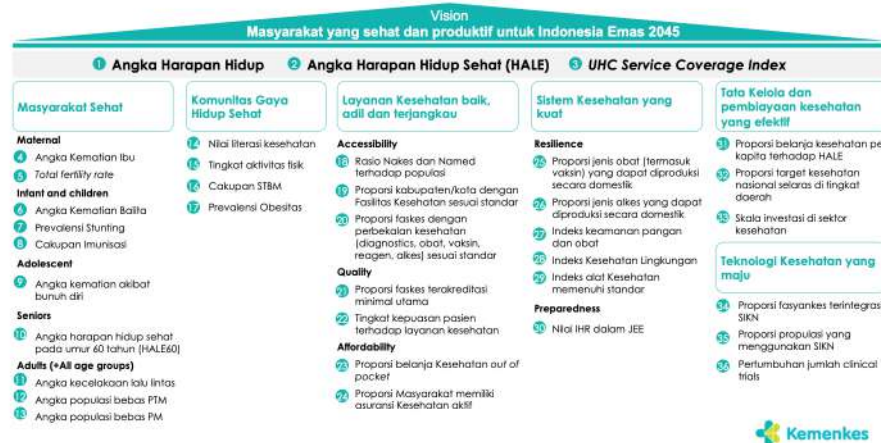 Vision
Masyarakat yang sehat dan produktif untuk Indonesia Emas 2045
1 Angka Harapan Hidup 2 Angka Harapan Hidup Sehat (HALE) 3 UHC Service Coverage Index
Masyarakat Sehat
Maternal
4 Angka Kematian Ibu
5 Total fertility rate
Infant and children
6 Angka Kematian Balita
7 Prevalensi Stunting
8 Cakupan Imunisasi
Adolescent
9 Angka kematian akibat
bunuh diri
Seniors
10 Angka harapan hidup sehat
pada umur 60 tahun (HALE60)
Adults (+All age groups)
11 Angka kecelakaan lalu lintas
12 Angka populasi bebas PTM
13 Angka populasi bebas PM
Komunitas Gaya
Hidup Sehat
14 Nilai literasi kesehatan
15 Tingkat aktivitas fisik
16 Cakupan STBM
17 Prevalensi Obesitas
Layanan Kesehatan baik,
adil dan terjangkau
Accessibility
18 Rasio Nakes dan Named
terhadap populasi
19 Proporsi kabupaten/kota dengan
Fasilitas Kesehatan sesuai standar
20 Proporsi faskes dengan
perbekalan kesehatan
(diagnostics, obat, vaksin,
reagen, alkes) sesuai standar
Quality
21 Proporsi faskes terakreditasi
minimal utama
22 Tingkat kepuasan pasien
terhadap layanan kesehatan
Affordability
23 Proporsi belanja Kesehatan out of
pocket
24 Proporsi Masyarakat memiliki
asuransi Kesehatan aktif
Sistem Kesehatan yang
kuat
Resilience
25 Proporsi jenis obat (termasuk
vaksin) yang dapat diproduksi
secara domestik
26 Proporsi jenis alkes yang dapat
diproduksi secara domestik
27 Indeks keamanan pangan
dan obat
28 Indeks Kesehatan Lingkungan
29 Indeks alat Kesehatan
memenuhi standar
Preparedness
30 Nilai IHR dalam JEE
Tata Kelola dan
pembiayaan kesehatan
yang efektif
31 Proporsi belanja kesehatan pe
kapita terhadap HALE
32 Proporsi target kesehatan
nasional selaras di tingkat
daerah
33 Skala investasi di sektor
kesehatan
Teknologi Kesehatan yang
maju
34 Proporsi fasyankes terintegras
SIKN
35 Proporsi propulasi yang
menggunakan SIKN
36 Pertumbuhan jumlah clinical
trials
Kemenkes